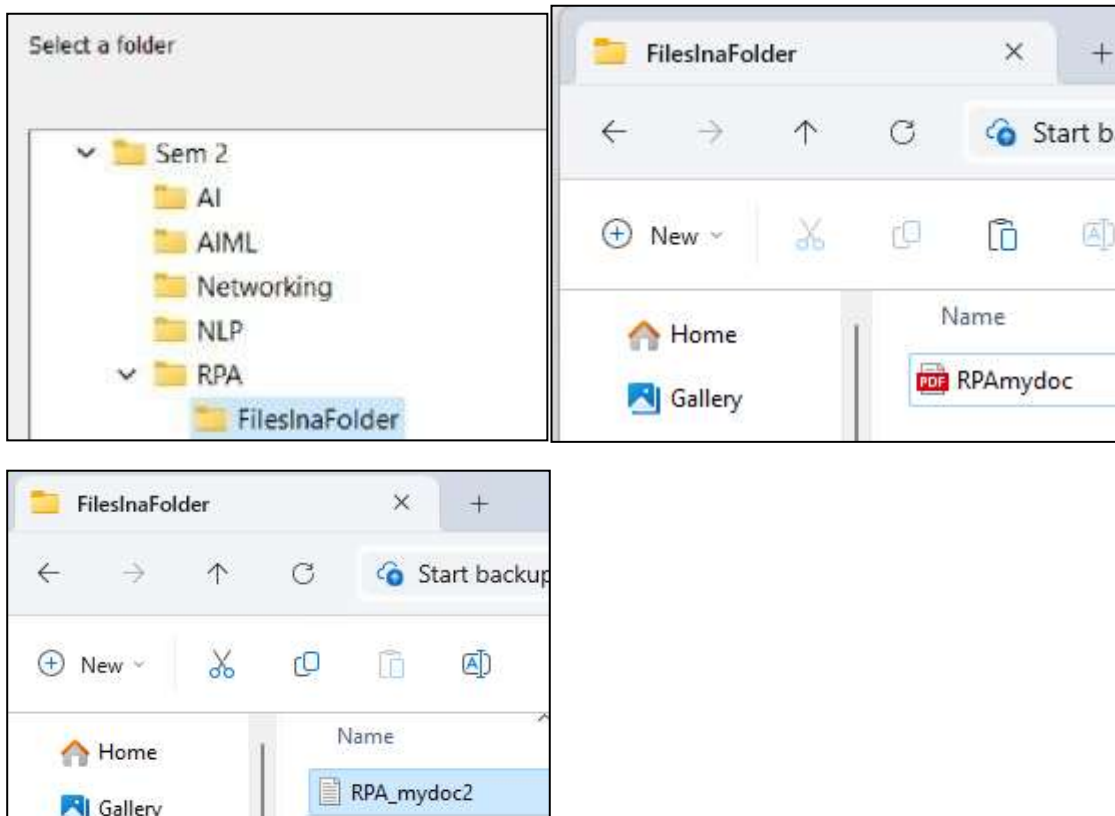 Select a folder
Sem 2
AI
AIML
Networking
NLP
RPA
FilesInaFolder
FilesInaFolder
Start b
New
Home
Gallery
Name
PDF RPAmydoc
FilesInaFolder
Start backup
New
Home
Gallery
Name
RPA_mydoc2